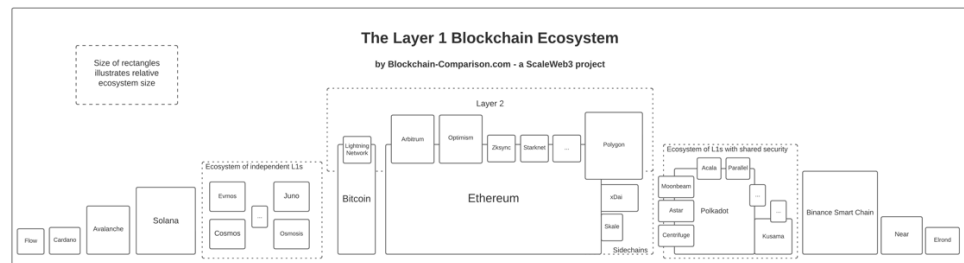 The Layer 1 Blockchain Ecosystem
by Blockchain-Comparison.com - a ScaleWeb3 project
Size of rectangles
illustrates relative
ecosystem size
Layer 2
Lightning
Network
Arbitrum
Optimism
Zksync
Starknet
...
Polygon
Ecosystem of independent L1s
Ecosystem of L1s with shared security
Flow
Cardano
Avalanche
Solana
Evmos
Juno
...
Cosmos
Osmosis
Bitcoin
Ethereum
xDai
Skale
Sidechains
Acala
Parallel
Moonbeam
Astar
Centrifuge
Polkadot
...
...
Kusama
Binance Smart Chain
Near
Elrond